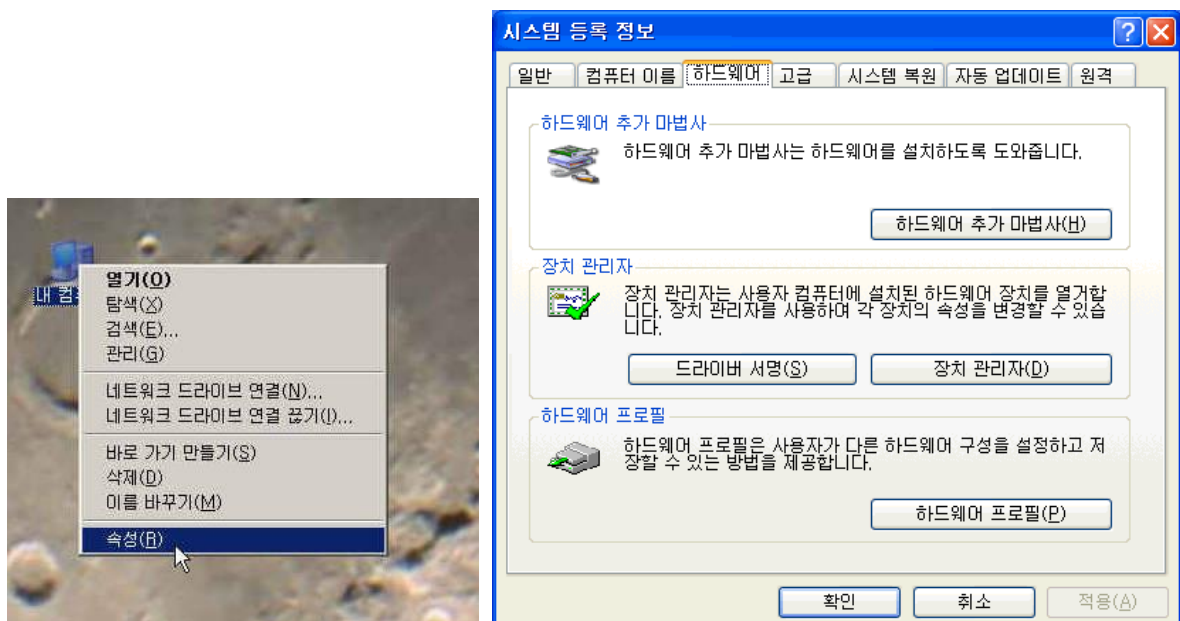 내 컴
열기(O)
탐색(X)
검색(E)...
관리(G)
네트워크 드라이브 연결(N)...
네트워크 드라이브 연결 끊기(I)...
바로 가기 만들기(S)
삭제(D)
이름 바꾸기(M)
속성(R)
시스템 등록 정보
일반 컴퓨터 이름 하드웨어 고급 시스템 복원 자동 업데이트 원격
하드웨어 추가 마법사
하드웨어 추가 마법사는 하드웨어를 설치하도록 도와줍니다.
하드웨어 추가 마법사(H)
장치 관리자
장치 관리자는 사용자 컴퓨터에 설치된 하드웨어 장치를 열거합
니다. 장치 관리자를 사용하여 각 장치의 속성을 변경할 수 있습
니다.
드라이버 서명(S) 장치 관리자(D)
하드웨어 프로필
하드웨어 프로필은 사용자가 다른 하드웨어 구성을 설정하고 저
장할 수 있는 방법을 제공합니다.
하드웨어 프로필(P)
확인 취소 적용(A)